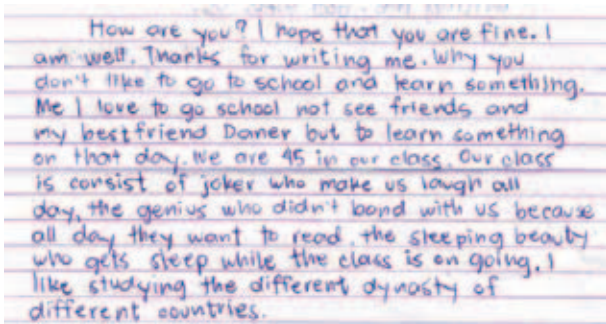 How are you? I hope that you are fine. I
am well. Thanks for writing me. Why you
don't like to go to school and learn something.
Me I love to go school not see friends and
my bestfriend Daner but to learn something
on that day. We are 45 in our class. Our class
is consist of joker who make us laugh all
day, the genius who didn't bond with us because
all day they want to read, the sleeping beauty
who gets sleep while the class is on going. I
like studying the different dynasty of
different countries.